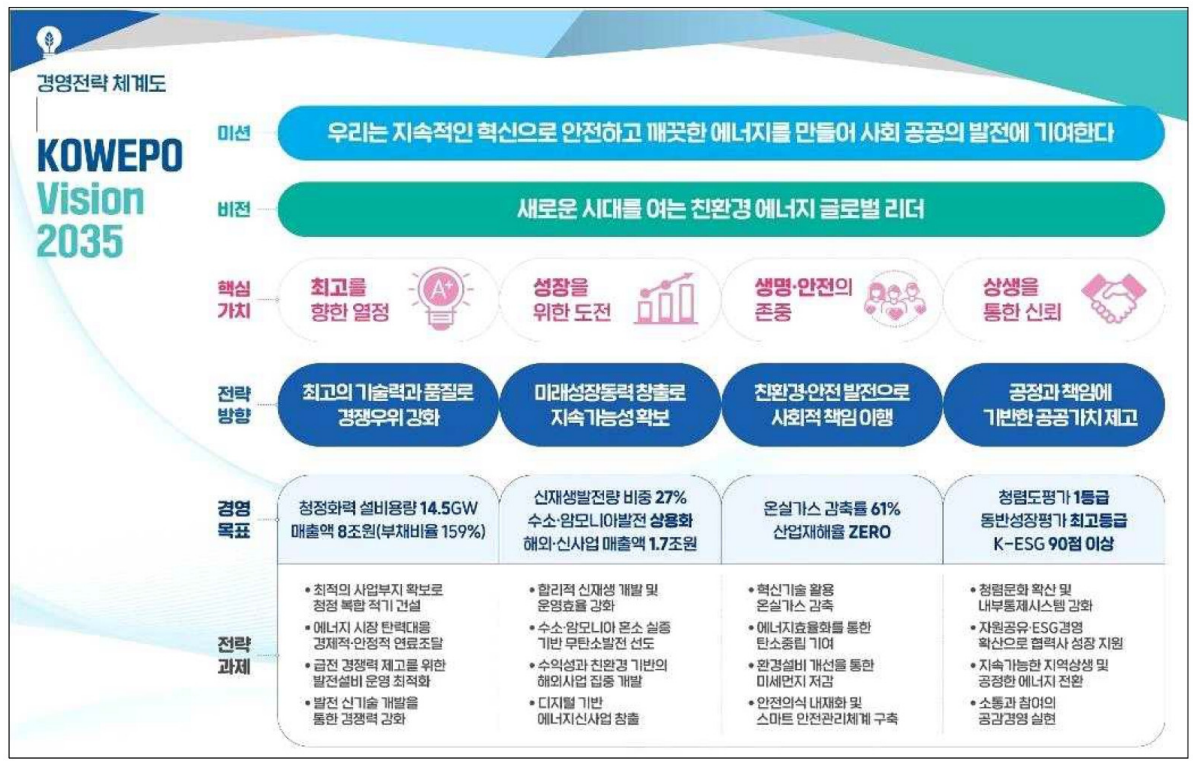 경영전략 체계도
KOWEPO
Vision
2035
미션
우리는 지속적인 혁신으로 안전하고 깨끗한 에너지를 만들어 사회 공공의 발전에 기여한다
비전
새로운 시대를 여는 친환경 에너지 글로벌 리더
핵심
가치
최고를
향한 열정
A+
성장을
위한 도전
생명·안전의
존중
상생을
통한 신뢰
전략
방향
최고의 기술력과 품질로
경쟁우위 강화
미래성장동력 창출로
지속가능성 확보
친환경·안전 발전으로
사회적 책임 이행
공정과 책임에
기반한 공공가치 제고
경영
목표
청정화력 설비용량 14.5GW
매출액 8조원(부채비율 159%)
신재생발전량 비중 27%
수소·암모니아발전 상용화
해외·신사업 매출액 1.7조원
온실가스 감축률 61%
산업재해율 ZERO
청렴도평가 1등급
동반성장평가 최고등급
K-ESG 90점 이상
전략
과제
• 최적의 사업부지 확보로
청정 복합 적기 건설
• 에너지 시장 탄력대응
경제적·안정적 연료조달
• 급전 경쟁력 제고를 위한
발전설비 운영 최적화
• 발전 신기술 개발을
통한 경쟁력 강화
• 합리적 신재생 개발 및
운영효율 강화
• 수소·암모니아 혼소 실증
기반 무탄소발전 선도
• 수익성과 친환경 기반의
해외사업 집중 개발
• 디지털 기반
에너지신사업 창출
• 혁신기술 활용
온실가스 감축
• 에너지효율화를 통한
탄소중립 기여
• 환경설비 개선을 통한
미세먼지 저감
• 안전의식 내재화 및
스마트 안전관리체계 구축
• 청렴문화 확산 및
내부통제시스템 강화
• 자원공유·ESG경영
확산으로 협력사 성장 지원
• 지속가능한 지역상생 및
공정한 에너지 전환
• 소통과 참여의
공감경영 실현